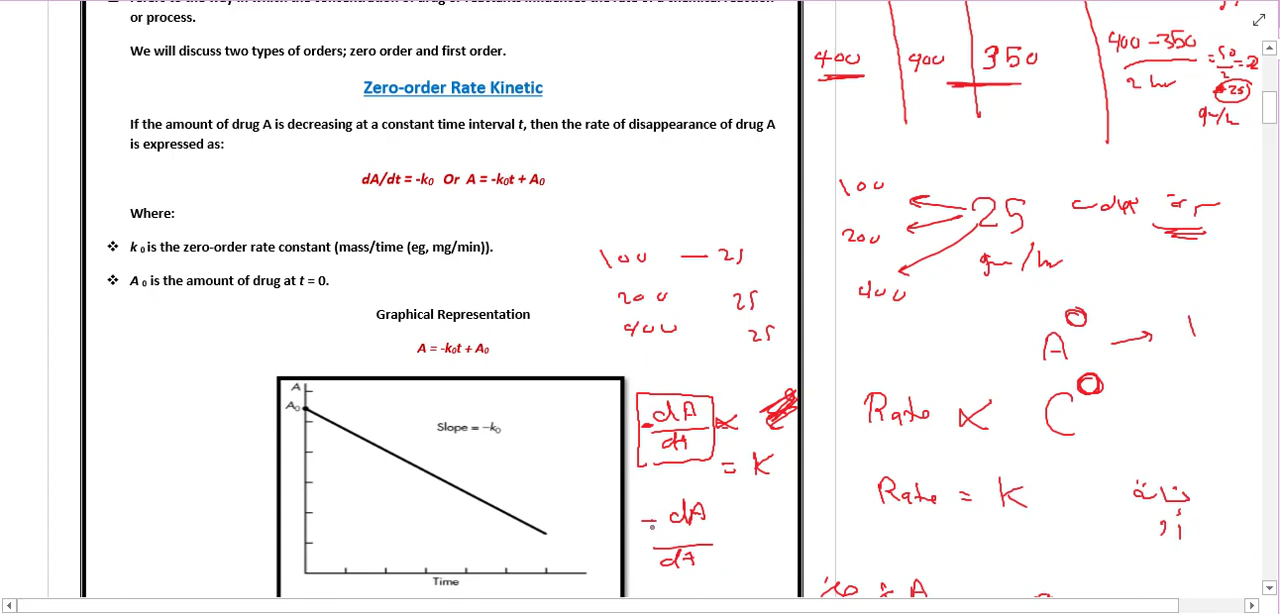 or process.
We will discuss two types of orders; zero order and first order.
Zero-order Rate Kinetic
If the amount of drug A is decreasing at a constant time interval t, then the rate of disappearance of drug A
is expressed as:
dA/dt = -k₀ Or A = -k₀t + A₀
Where:
❖ k ₀ is the zero-order rate constant (mass/time (eg, mg/min)).
❖ A ₀ is the amount of drug at t = 0.
Graphical Representation
A = -k₀t + A₀
A
A₀
Slope = −k₀
Time
100 — 25
200 25
400 25
- dA/dt ∝
= K
- dA/dt
400 | 400 | 350 | 400 - 350 / 2 hr = 50/2 =
25
100
200
400
25
gm/hr
A⁰ → 1
Rate ∝ C⁰
Rate = K